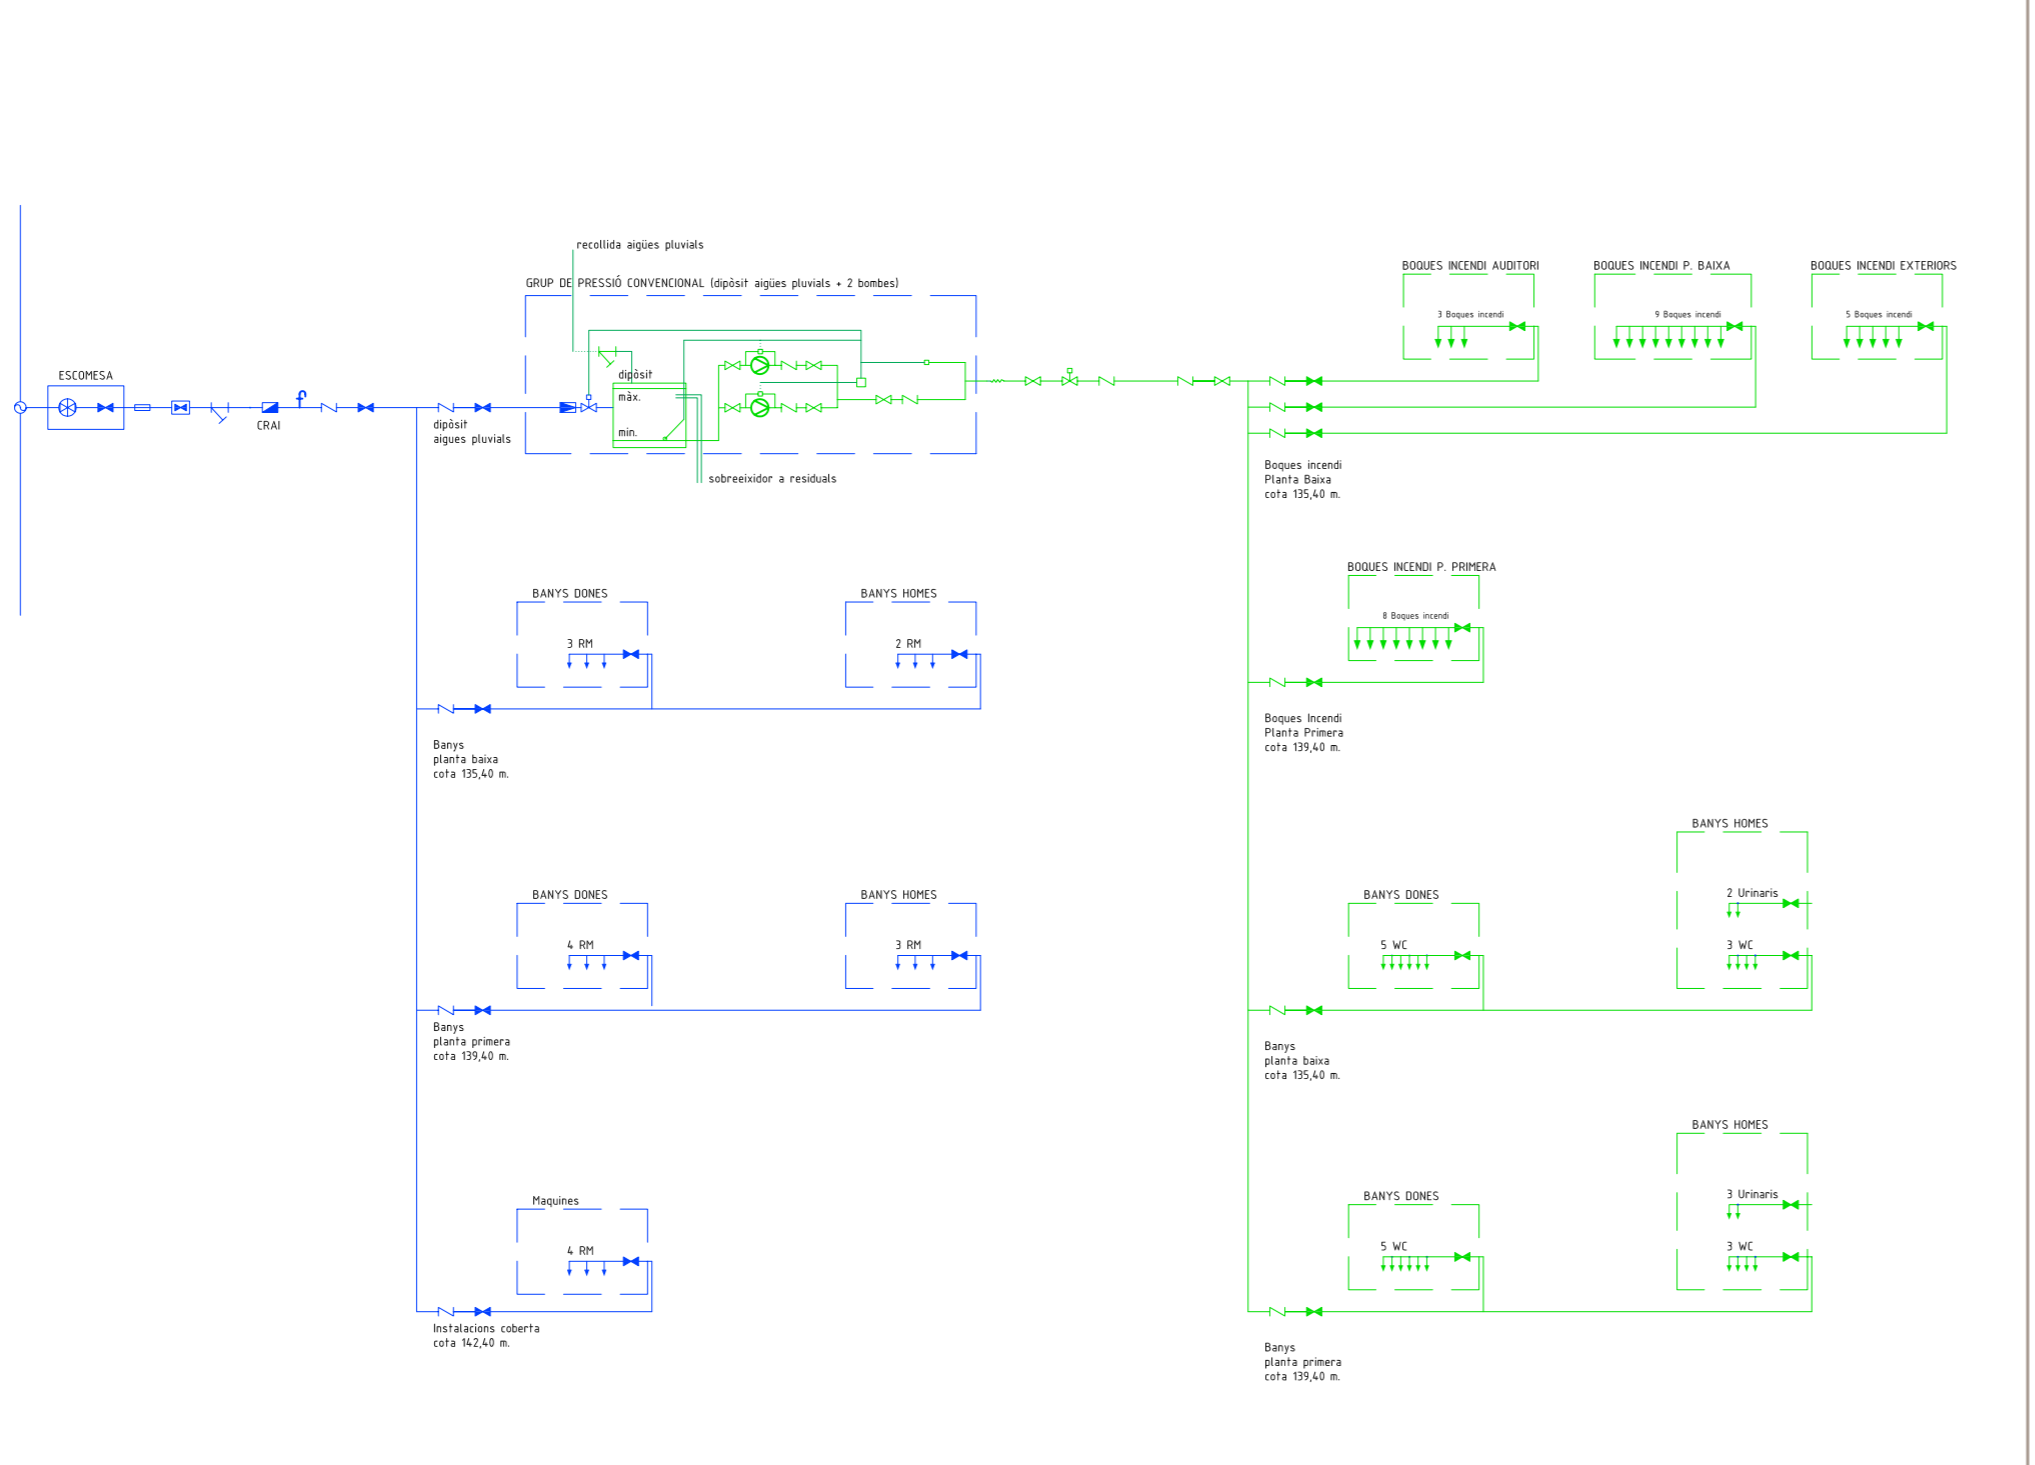 recollida aigües pluvials
GRUP DE PRESSIÓ CONVENCIONAL (dipòsit aigües pluvials + 2 bombes)
ESCOMESA
CRAI
dipòsit
aigues pluvials
dipòsit
màx.
min.
sobreeixidor a residuals
BOQUES INCENDI AUDITORI
3 Boques incendi
BOQUES INCENDI P. BAIXA
9 Boques incendi
BOQUES INCENDI EXTERIORS
5 Boques incendi
Boques incendi
Planta Baixa
cota 135,40 m.
BANYS DONES
3 RM
BANYS HOMES
2 RM
Banys
planta baixa
cota 135,40 m.
BOQUES INCENDI P. PRIMERA
8 Boques incendi
Boques Incendi
Planta Primera
cota 139,40 m.
BANYS DONES
4 RM
BANYS HOMES
3 RM
Banys
planta primera
cota 139,40 m.
BANYS DONES
5 WC
BANYS HOMES
2 Urinaris
3 WC
Banys
planta baixa
cota 135,40 m.
Maquines
4 RM
Instalacions coberta
cota 142,40 m.
BANYS DONES
5 WC
BANYS HOMES
3 Urinaris
3 WC
Banys
planta primera
cota 139,40 m.